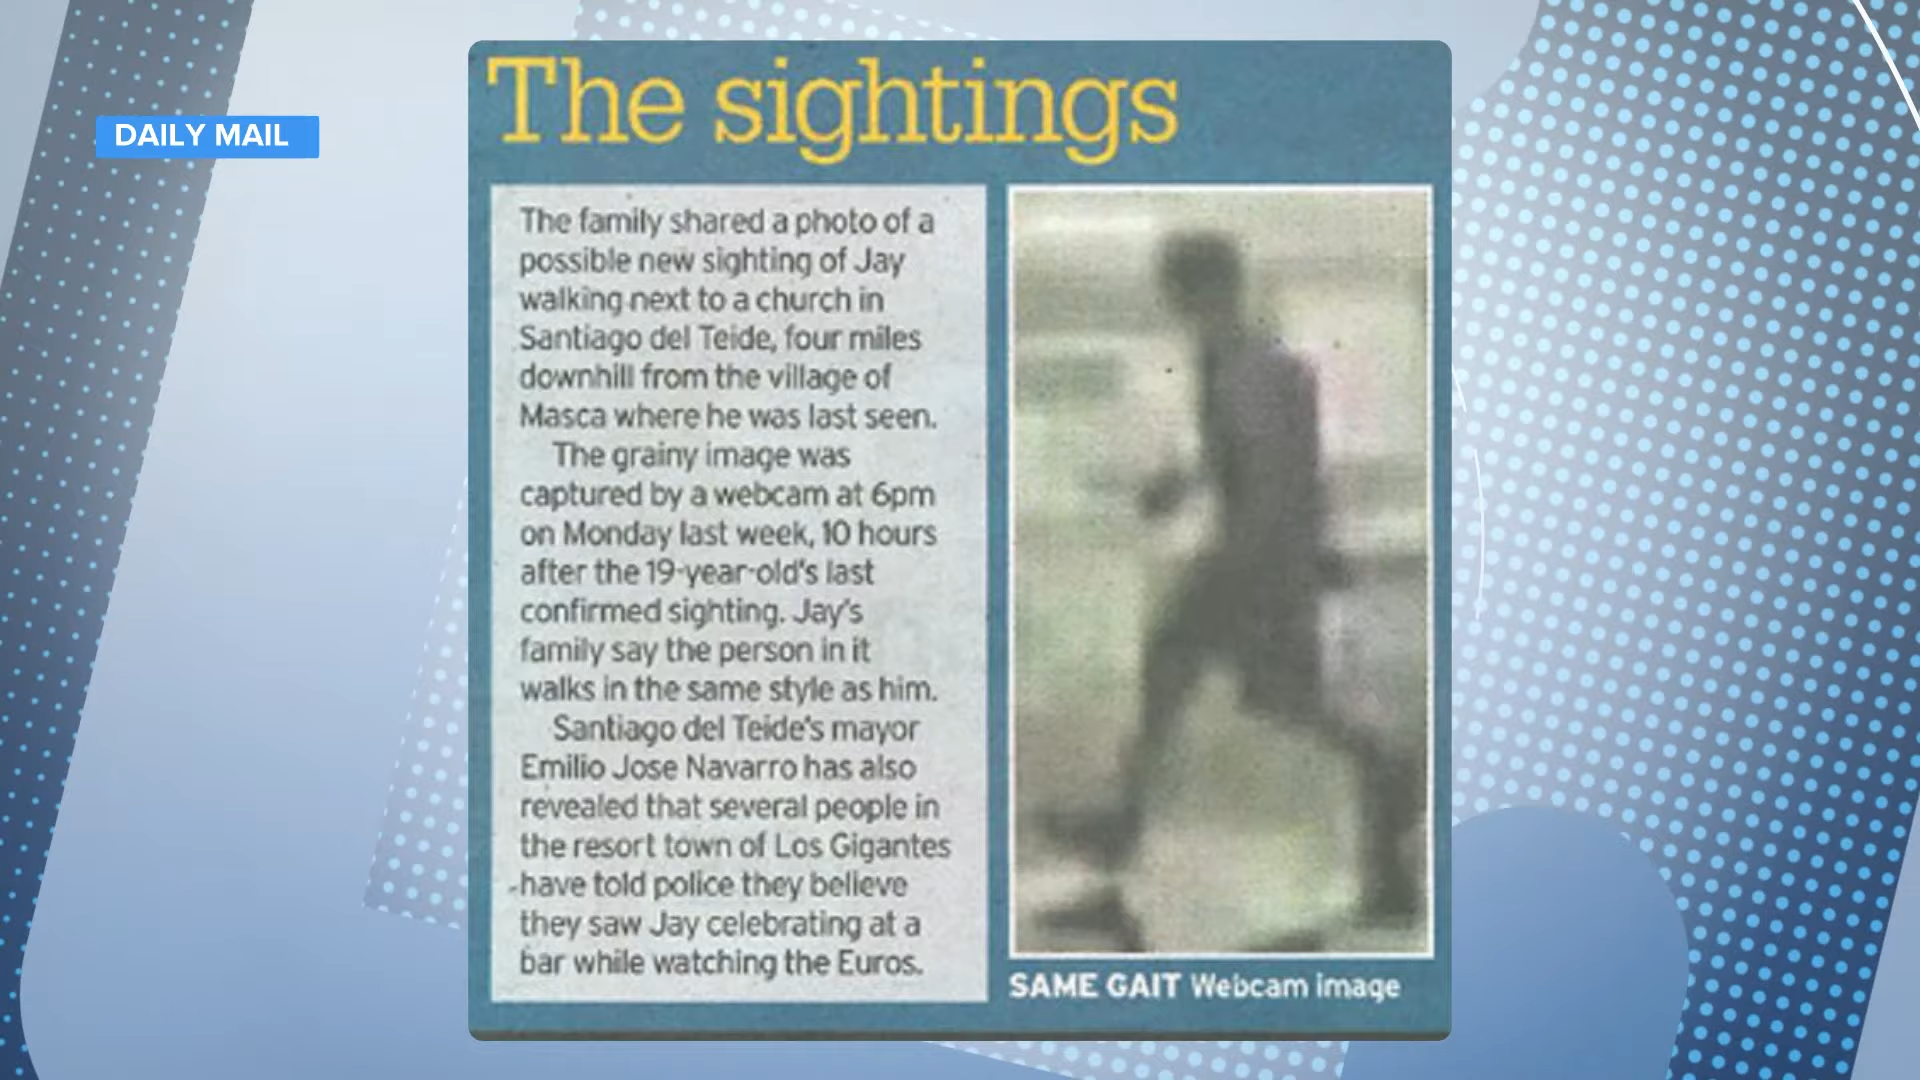 DAILY MAIL
The sightings
The family shared a photo of a
possible new sighting of Jay
walking next to a church in
Santiago del Teide, four miles
downhill from the village of
Masca where he was last seen.
The grainy image was
captured by a webcam at 6pm
on Monday last week, 10 hours
after the 19-year-old's last
confirmed sighting. Jay's
family say the person in it
walks in the same style as him.
Santiago del Teide's mayor
Emilio Jose Navarro has also
revealed that several people in
the resort town of Los Gigantes
have told police they believe
they saw Jay celebrating at a
bar while watching the Euros.
SAME GAIT Webcam image